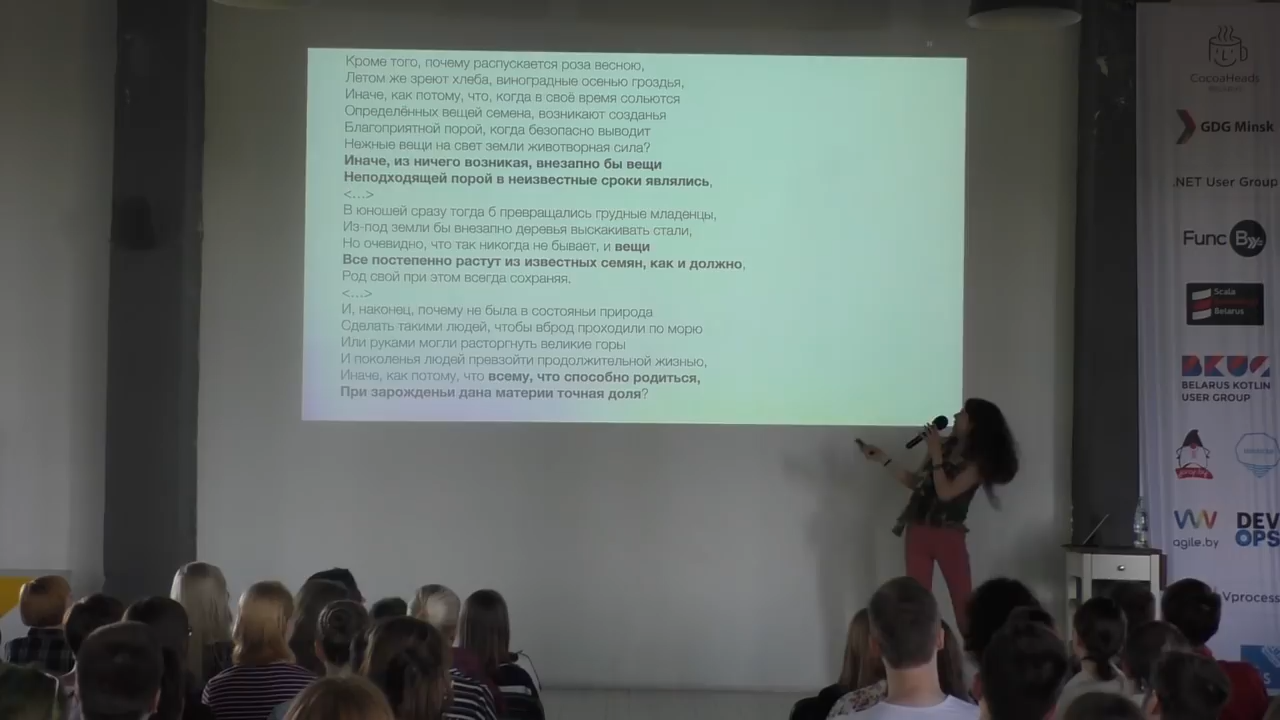 Кроме того, почему распускается роза весною,
Летом же зреют хлеба, виноградные осенью гроздья,
Иначе, как потому, что, когда в своё время сольются
Определённых вещей семена, возникают созданья
Благоприятной порой, когда безопасно выводит
Нежные вещи на свет земли животворная сила?
Иначе, из ничего возникая, внезапно бы вещи
Неподходящей порой в неизвестные сроки являлись,
<...>
В юношей сразу тогда б превращались грудные младенцы,
Из-под земли бы внезапно деревья выскакивать стали,
Но очевидно, что так никогда не бывает, и вещи
Все постепенно растут из известных семян, как и должно,
Род свой при этом всегда сохраняя.
<...>
И, наконец, почему не была в состояньи природа
Сделать такими людей, чтобы вброд проходили по морю
Или руками могли расторгнуть великие горы
И поколенья людей превзойти продолжительной жизнью,
Иначе, как потому, что всему, что способно родиться,
При зарожденьи дана материи точная доля?
CocoaHeads
GDG Minsk
.NET User Group
Func By
Scala
Belarus
BKUG
BELARUS KOTLIN
USER GROUP
agile.by
DEV
OPS
Vprocess